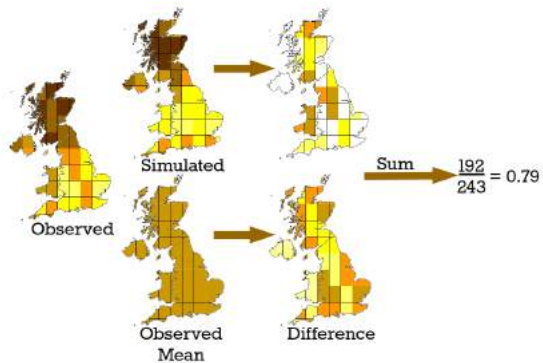 Simulated
Observed
Sum
192
243
= 0.79
Observed
Mean
Difference